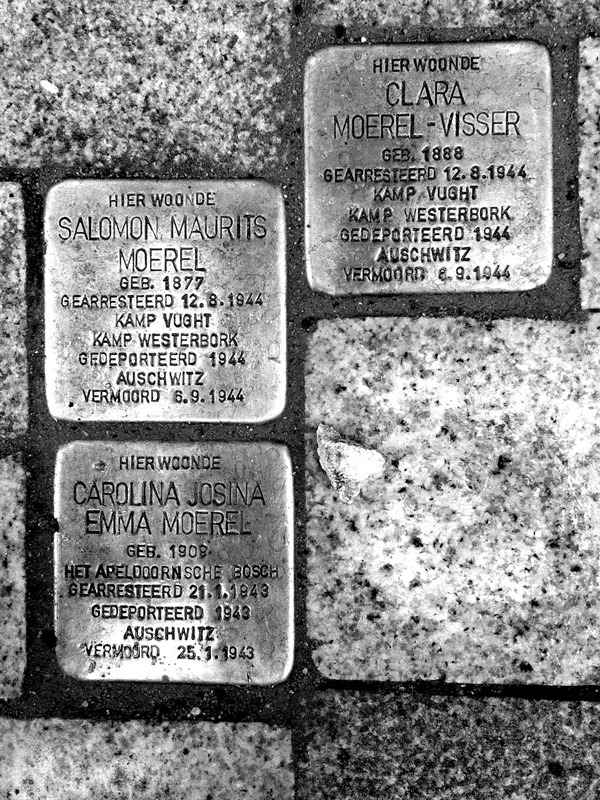 HIER WOONDE
CLARA
MOEREL-VISSER
GEB. 1888
GEARRESTEERD 12.8.1944
KAMP VUGHT
KAMP WESTERBORK
GEDEPORTEERD 1944
AUSCHWITZ
VERMOORD 6.9.1944
HIER WOONDE
SALOMON MAURITS
MOEREL
GEB. 1877
GEARRESTEERD 12.8.1944
KAMP VUGHT
KAMP WESTERBORK
GEDEPORTEERD 1944
AUSCHWITZ
VERMOORD 6.9.1944
HIER WOONDE
CAROLINA JOSINA
EMMA MOEREL
GEB. 1909
HET APELDOORNSCHE BOSCH
GEARRESTEERD 21.1.1943
GEDEPORTEERD 1943
AUSCHWITZ
VERMOORD 25.1.1943